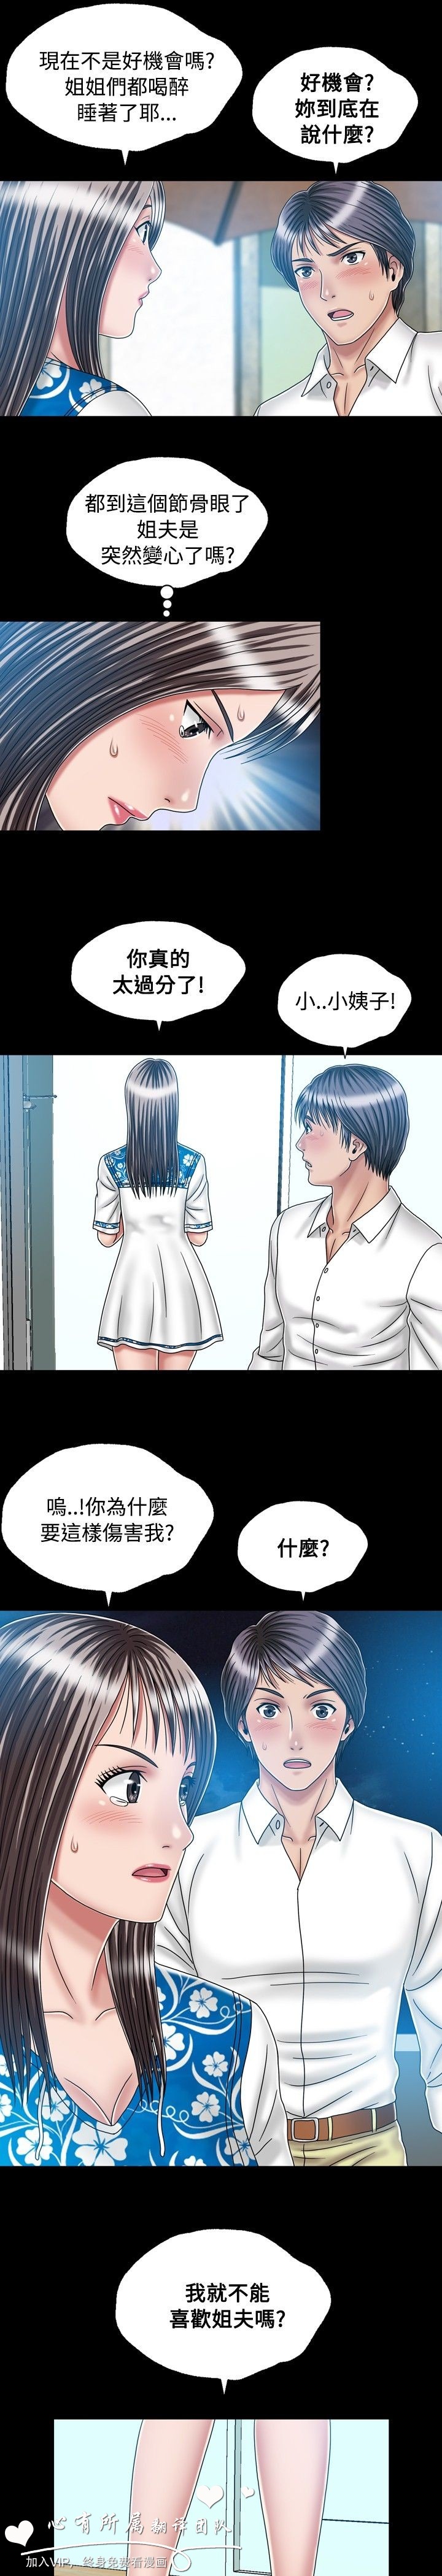 現在不是好機會嗎?
姐姐們都喝醉
睡著了耶...
好機會?
妳到底在
說什麼?
都到這個節骨眼了
姐夫是
突然變心了嗎?
你真的
太過分了!
小..小姨子!
嗚..!你為什麼
要這樣傷害我?
什麼?
我就不能
喜歡姐夫嗎?
心有所属翻译团队
加入VIP，终身免费看漫画